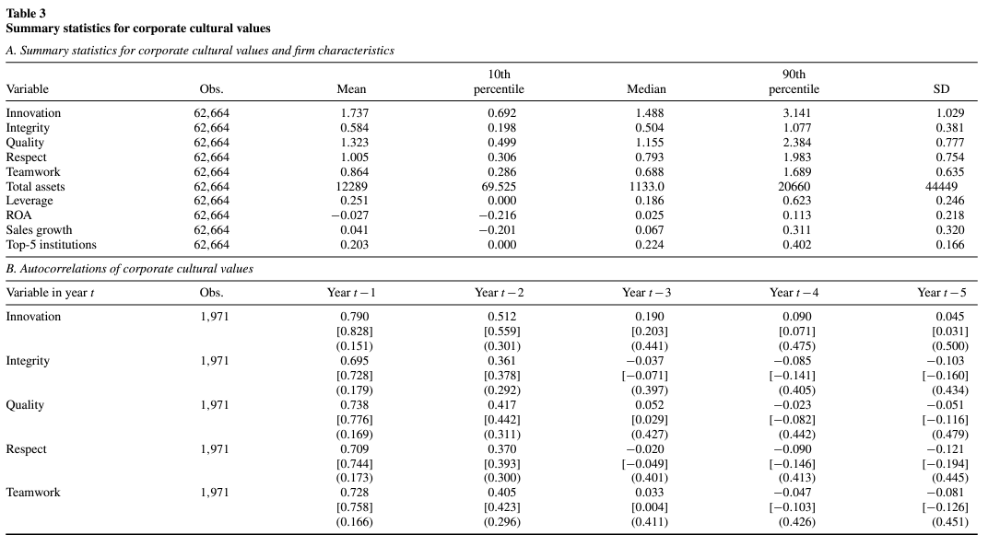 Table 3
Summary statistics for corporate cultural values
A. Summary statistics for corporate cultural values and firm characteristics
10th 90th
Variable Obs. Mean percentile Median percentile SD
Innovation 62,664 1.737 0.692 1.488 3.141 1.029
Integrity 62,664 0.584 0.198 0.504 1.077 0.381
Quality 62,664 1.323 0.499 1.155 2.384 0.777
Respect 62,664 1.005 0.306 0.793 1.983 0.754
Teamwork 62,664 0.864 0.286 0.688 1.689 0.635
Total assets 62,664 12289 69.525 1133.0 20660 44449
Leverage 62,664 0.251 0.000 0.186 0.623 0.246
ROA 62,664 −0.027 −0.216 0.025 0.113 0.218
Sales growth 62,664 0.041 −0.201 0.067 0.311 0.320
Top-5 institutions 62,664 0.203 0.000 0.224 0.402 0.166
B. Autocorrelations of corporate cultural values
Variable in year t Obs. Year t−1 Year t−2 Year t−3 Year t−4 Year t−5
Innovation 1,971 0.790 0.512 0.190 0.090 0.045
[0.828] [0.559] [0.203] [0.071] [0.031]
(0.151) (0.301) (0.441) (0.475) (0.500)
Integrity 1,971 0.695 0.361 −0.037 −0.085 −0.103
[0.728] [0.378] [−0.071] [−0.141] [−0.160]
(0.179) (0.292) (0.397) (0.405) (0.434)
Quality 1,971 0.738 0.417 0.052 −0.023 −0.051
[0.776] [0.442] [0.029] [−0.082] [−0.116]
(0.169) (0.311) (0.427) (0.442) (0.479)
Respect 1,971 0.709 0.370 −0.020 −0.090 −0.121
[0.744] [0.393] [−0.049] [−0.146] [−0.194]
(0.173) (0.300) (0.401) (0.413) (0.445)
Teamwork 1,971 0.728 0.405 0.033 −0.047 −0.081
[0.758] [0.423] [0.004] [−0.103] [−0.126]
(0.166) (0.296) (0.411) (0.426) (0.451)